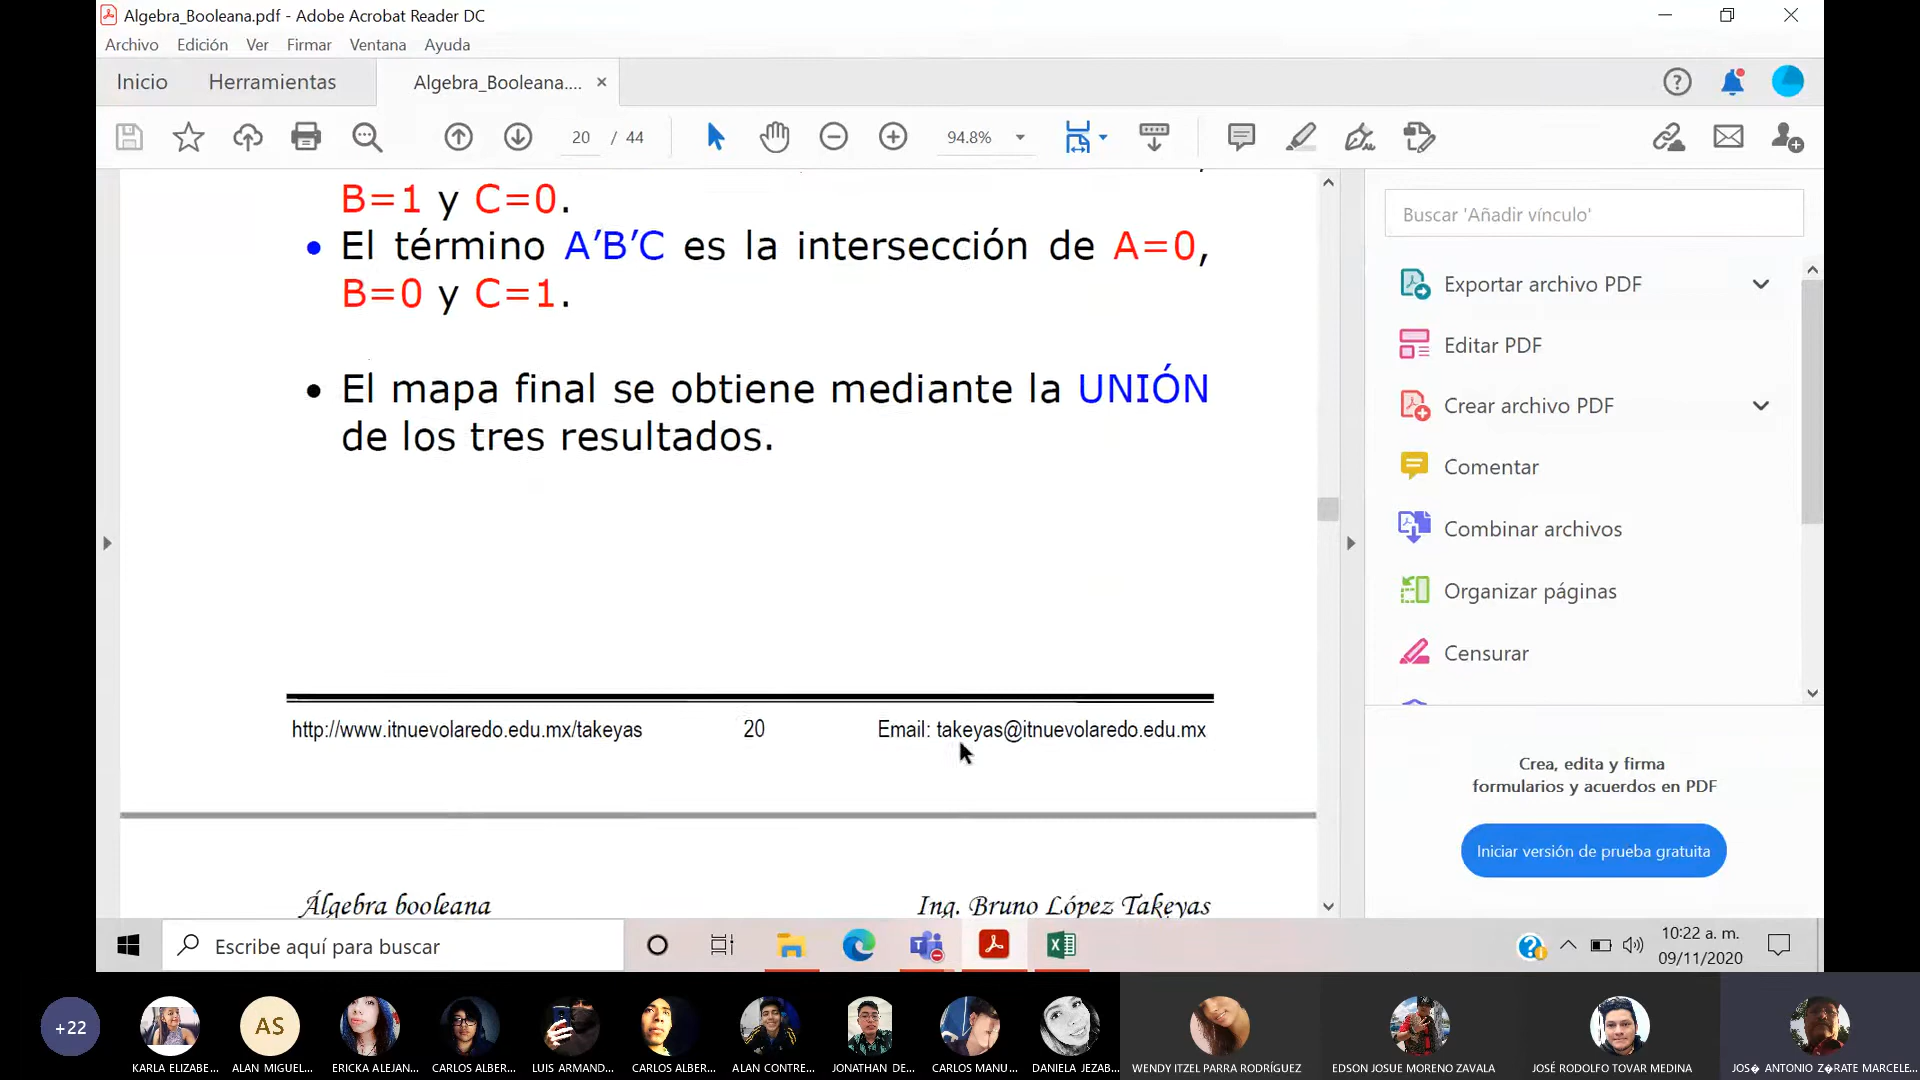 Algebra_Booleana.pdf - Adobe Acrobat Reader DC
Archivo Edición Ver Firmar Ventana Ayuda
Inicio Herramientas Algebra_Booleana.... ×
20 / 44 94.8%
B=1 y C=0.
• El término A’B’C es la intersección de A=0,
B=0 y C=1.
• El mapa final se obtiene mediante la UNIÓN
de los tres resultados.
http://www.itnuevolaredo.edu.mx/takeyas 20 Email: takeyas@itnuevolaredo.edu.mx
Álgebra booleana Ing. Bruno López Takeyas
Buscar 'Añadir vínculo'
Exportar archivo PDF
Editar PDF
Crear archivo PDF
Comentar
Combinar archivos
Organizar páginas
Censurar
Crea, edita y firma
formularios y acuerdos en PDF
Iniciar versión de prueba gratuita
Escribe aquí para buscar
10:22 a. m.
09/11/2020
+22
AS
KARLA ELIZABE... ALAN MIGUEL... ERICKA ALEJAN... CARLOS ALBER... LUIS ARMAND... CARLOS ALBER... ALAN CONTRE... JONATHAN DE... CARLOS MANU... DANIELA JEZAB... WENDY ITZEL PARRA RODRÍGUEZ EDSON JOSUE MORENO ZAVALA JOSÉ RODOLFO TOVAR MEDINA JOS� ANTONIO Z�RATE MARCELE...